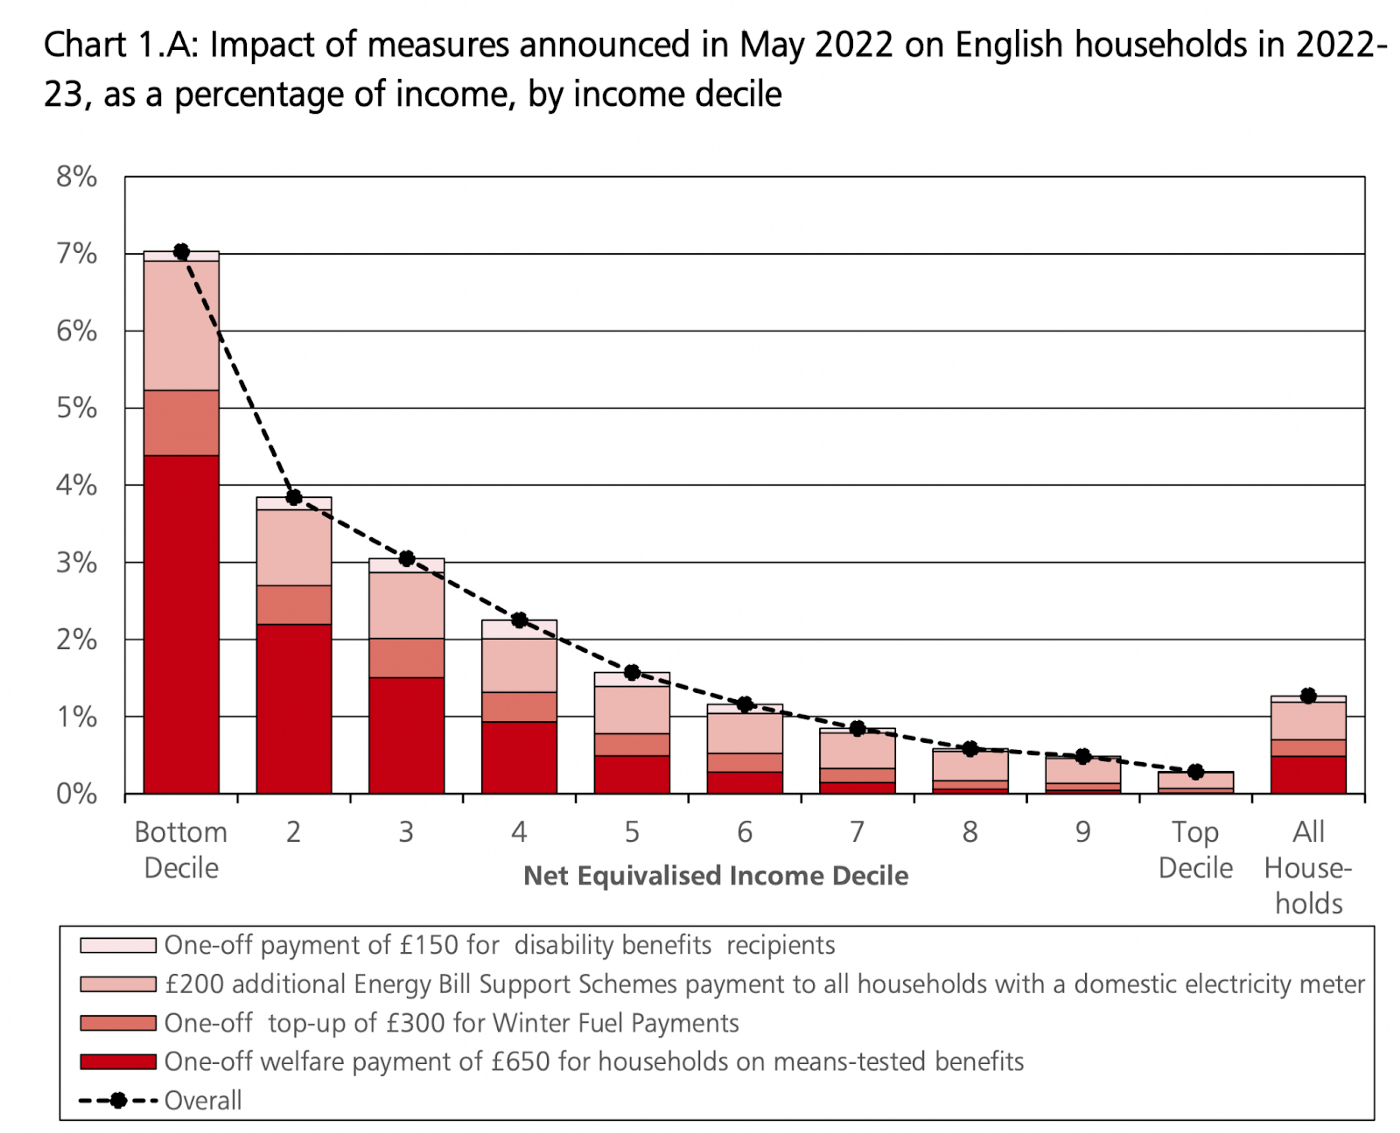 Chart 1.A: Impact of measures announced in May 2022 on English households in 2022-
23, as a percentage of income, by income decile
8%
7%
6%
5%
4%
3%
2%
1%
0%
Bottom
Decile
2
3
4
5
6
7
8
9
Top
Decile
All
House-
holds
Net Equivalised Income Decile
One-off payment of £150 for disability benefits recipients
£200 additional Energy Bill Support Schemes payment to all households with a domestic electricity meter
One-off top-up of £300 for Winter Fuel Payments
One-off welfare payment of £650 for households on means-tested benefits
Overall